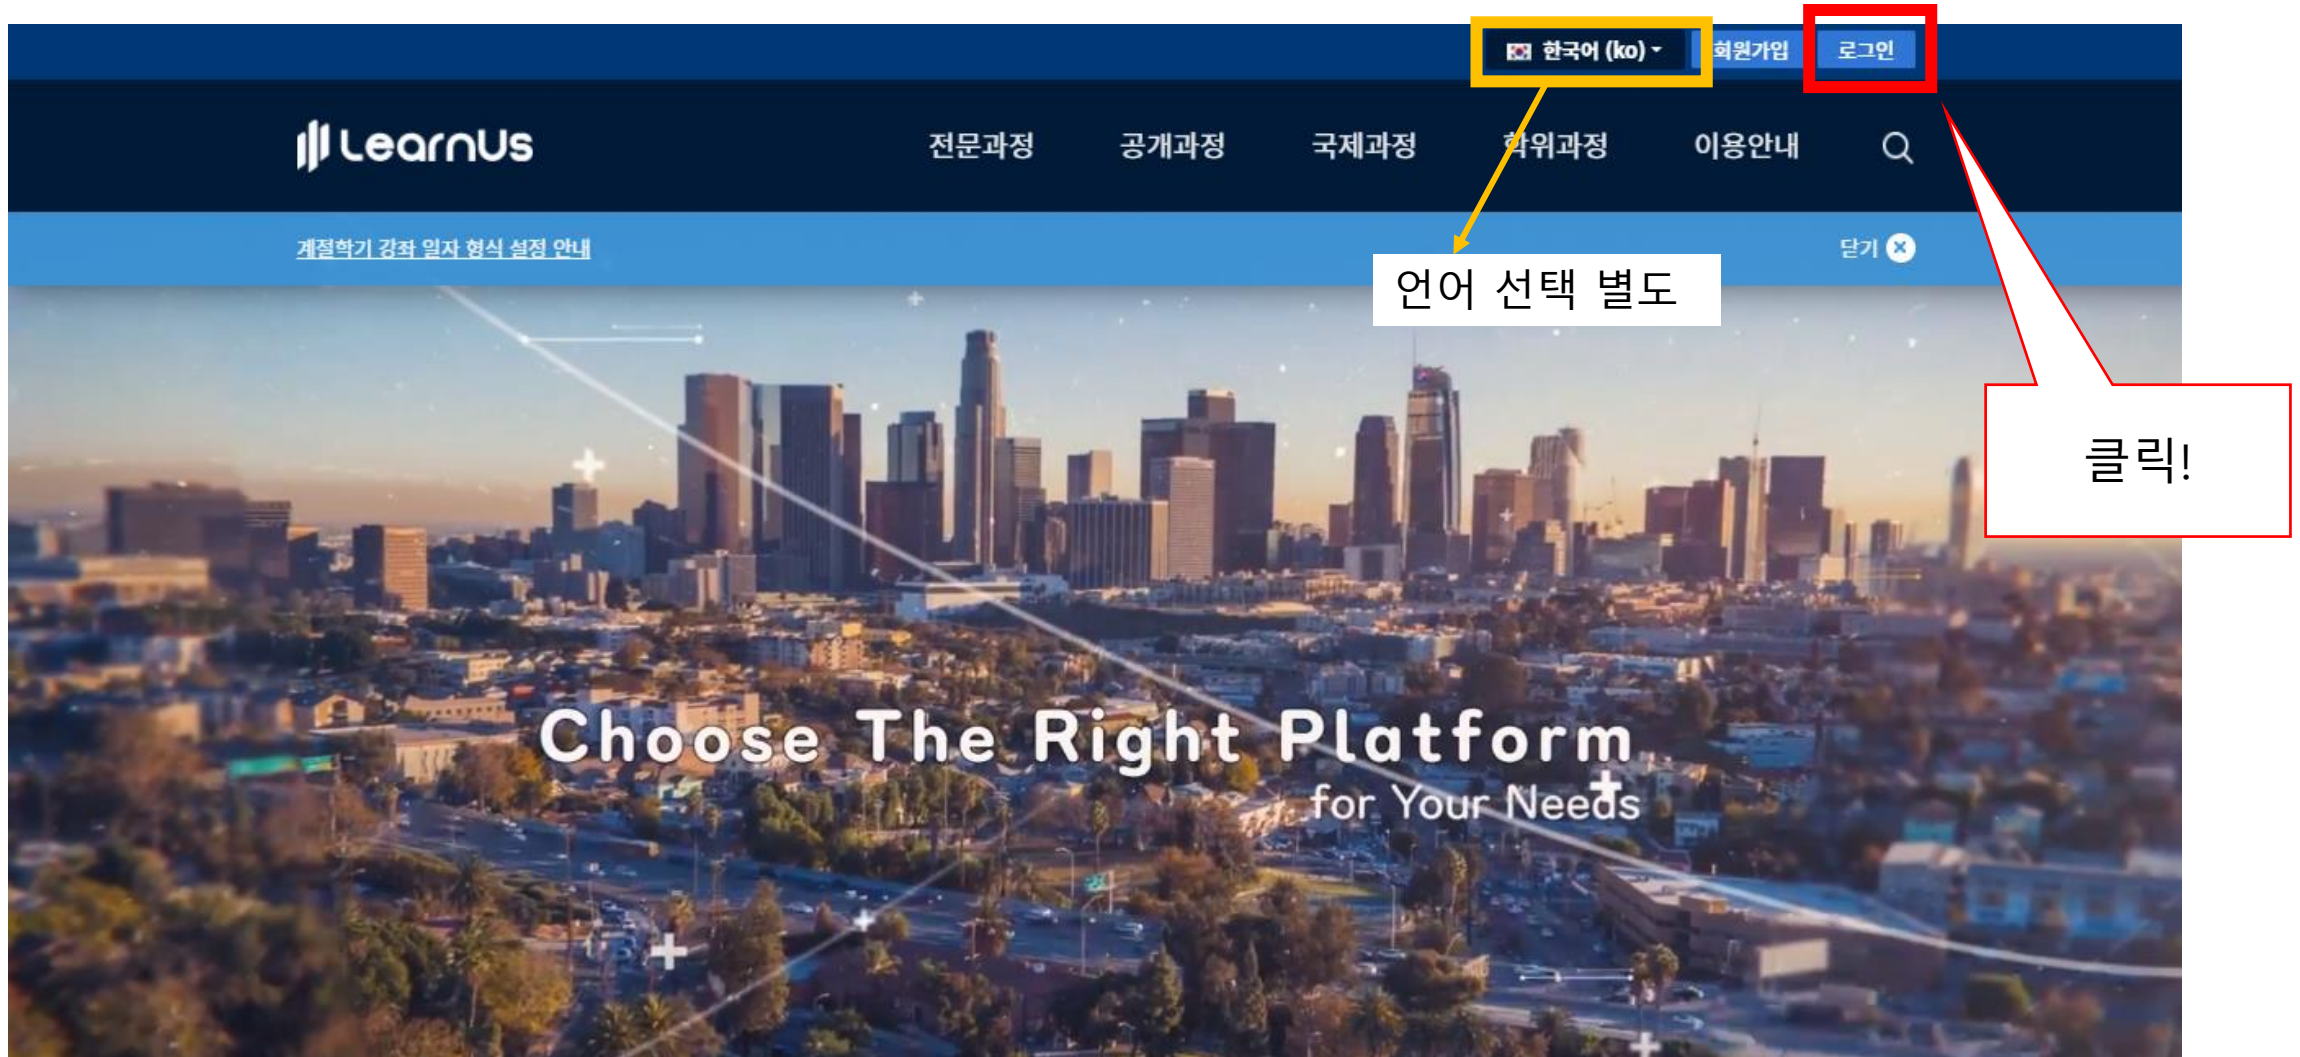 한국어 (ko)
회원가입
로그인
LearnUs
전문과정
공개과정
국제과정
학위과정
이용안내
계절학기 강좌 일자 형식 설정 안내
닫기
언어 선택 별도
클릭!
Choose The Right Platform
for Your Needs